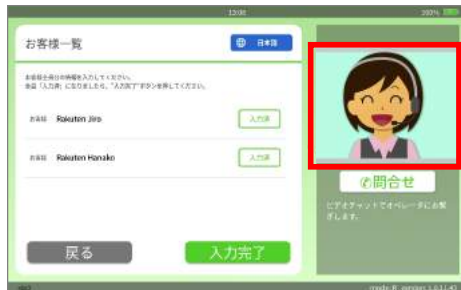 13:08
100%
お客様一覧
日本語
お客様全員分の情報を入力してください。
全員「入力済」になりましたら、"入力完了"ボタンを押してください。
お客様 Rakuten Jiro 入力済
お客様 Rakuten Hanako 入力済
戻る
入力完了
✆問合せ
ビデオチャットでオペレータにお繋
ぎします。